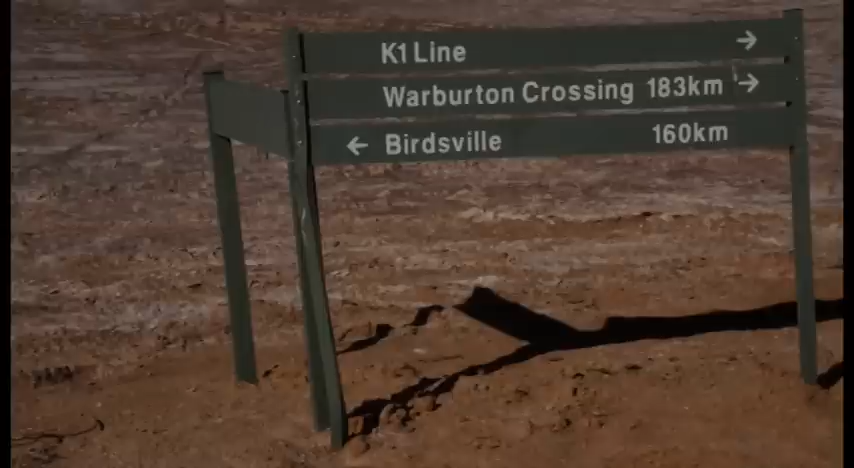 K1 Line →
Warburton Crossing 183km →
← Birdsville 160km